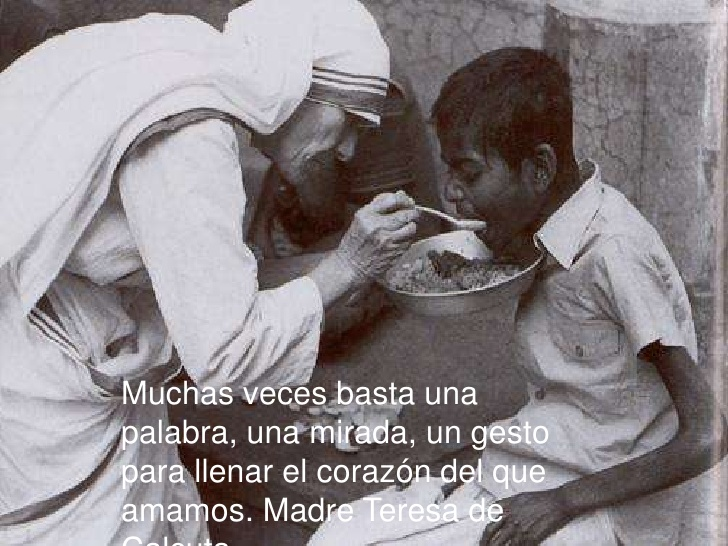 Muchas veces basta una
palabra, una mirada, un gesto
para llenar el corazón del que
amamos. Madre Teresa de
Calcuta